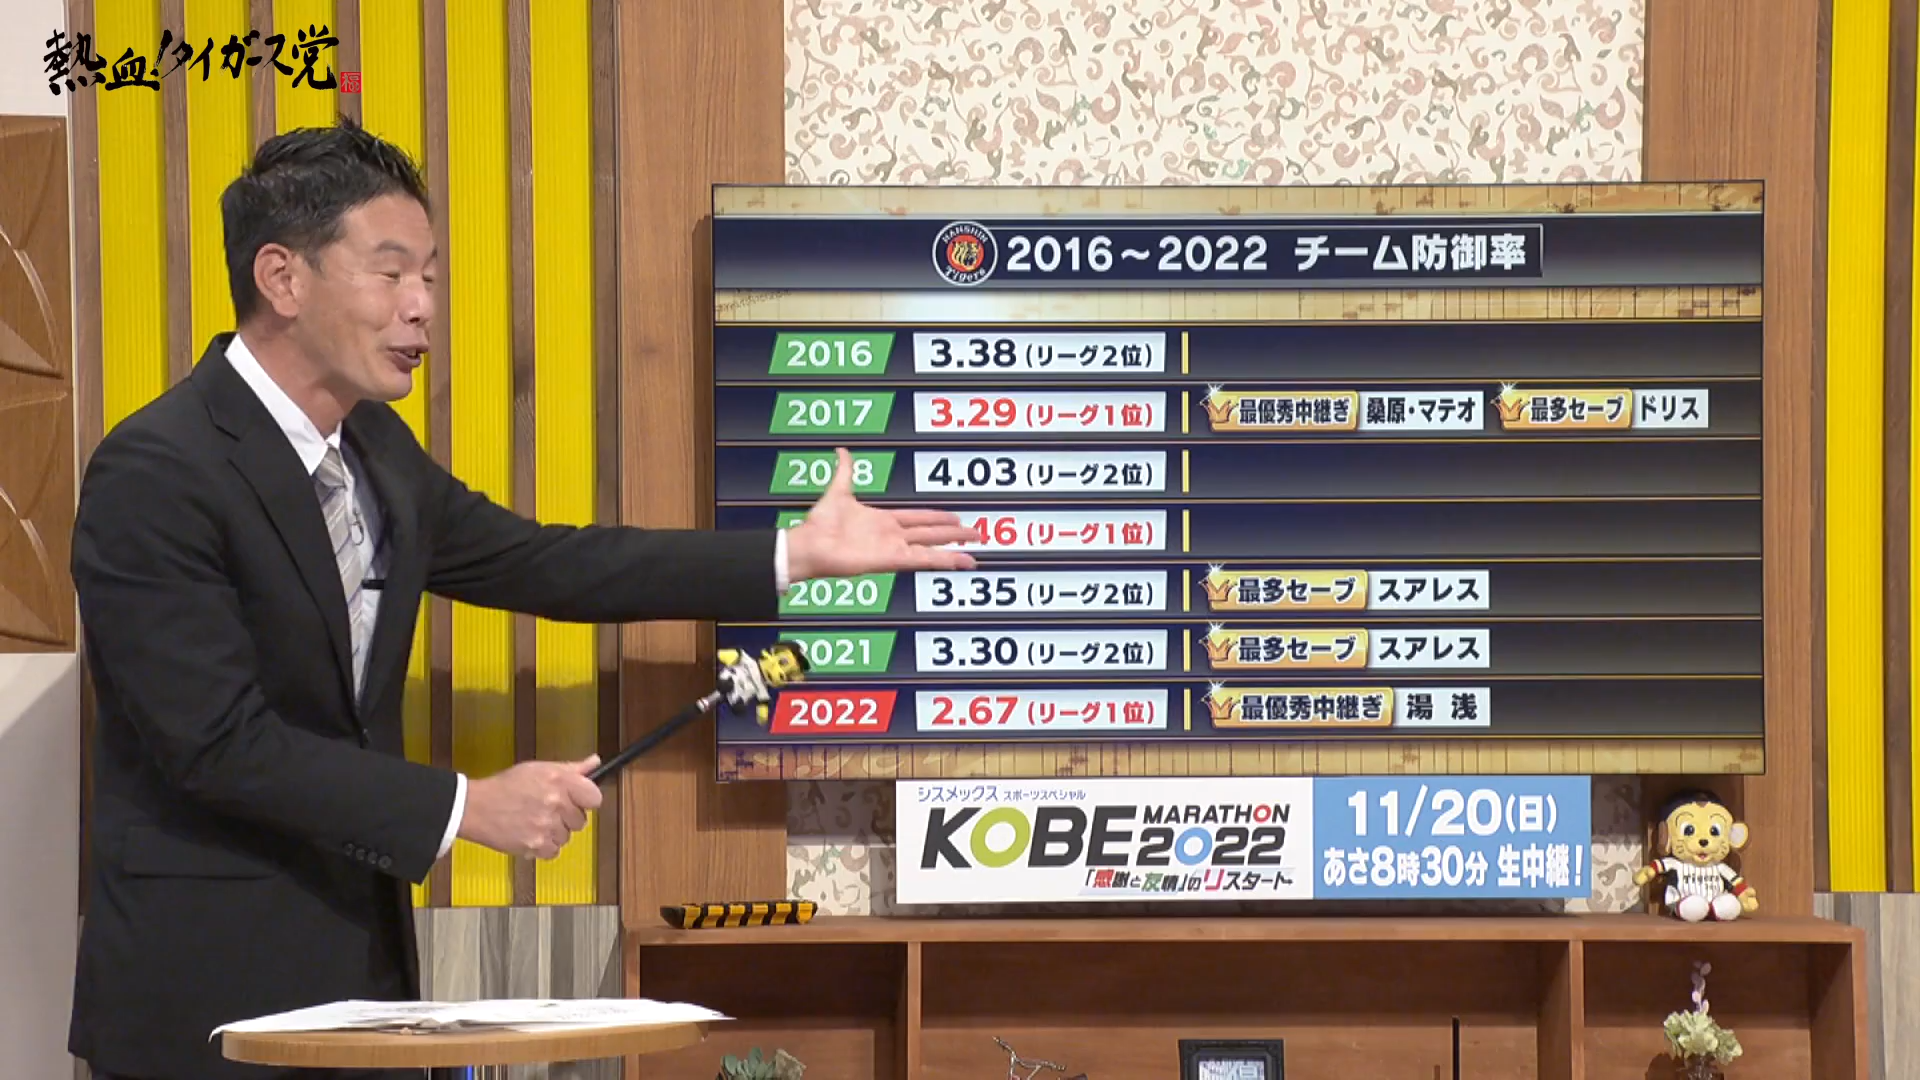 熱血!タイガース党
福
HANSHIN
Tigers
2016～2022 チーム防御率
2016 3.38 (リーグ2位)
2017 3.29 (リーグ1位) 最優秀中継ぎ 桑原・マテオ 最多セーブ ドリス
2018 4.03 (リーグ2位)
.46 (リーグ1位)
2020 3.35 (リーグ2位) 最多セーブ スアレス
2021 3.30 (リーグ2位) 最多セーブ スアレス
2022 2.67 (リーグ1位) 最優秀中継ぎ 湯 浅
シスメックス スポーツスペシャル
KOBE MARATHON 2022
「感謝と友情」のリスタート
11/20(日)
あさ8時30分 生中継!
TIGERS